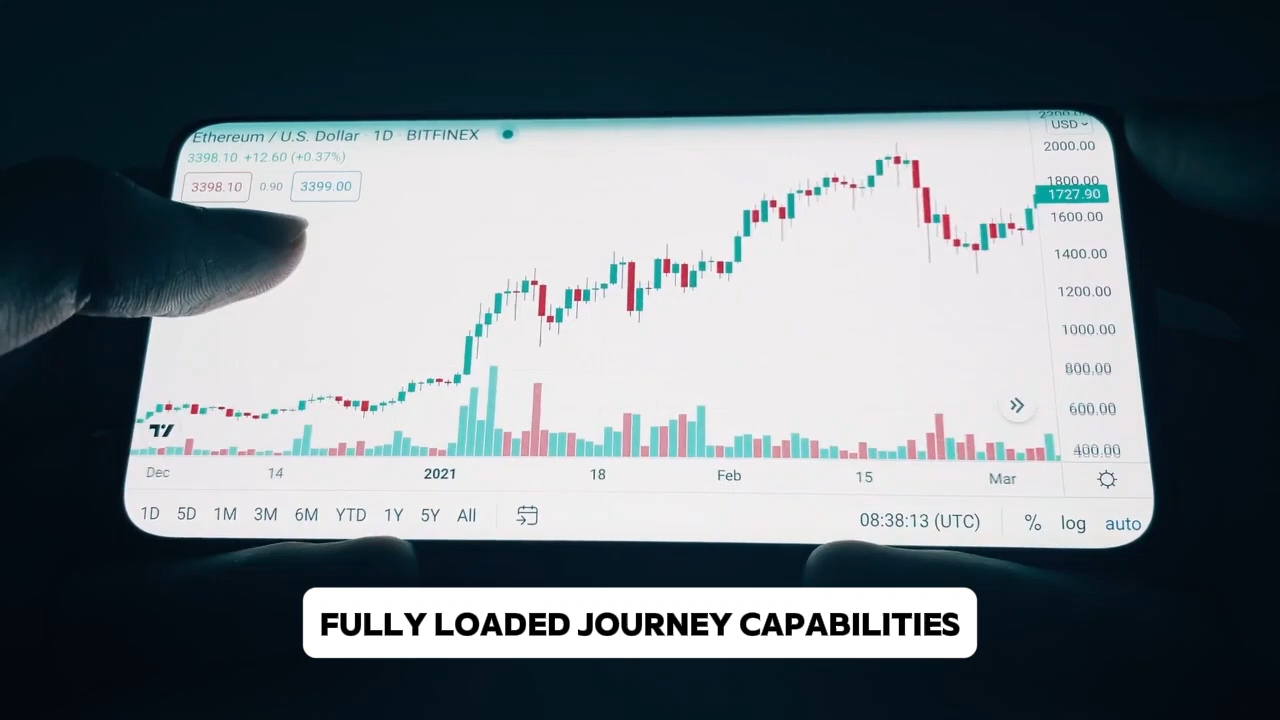 Ethereum / U.S. Dollar · 1D · BITFINEX
3398.10 +12.60 (+0.37%)
3398.10 0.90 3399.00
2200.00
USD
2000.00
1800.00
1727.90
1600.00
1400.00
1200.00
1000.00
800.00
600.00
400.00
Dec 14 2021 18 Feb 15 Mar
1D 5D 1M 3M 6M YTD 1Y 5Y All
08:38:13 (UTC) % log auto
FULLY LOADED JOURNEY CAPABILITIES